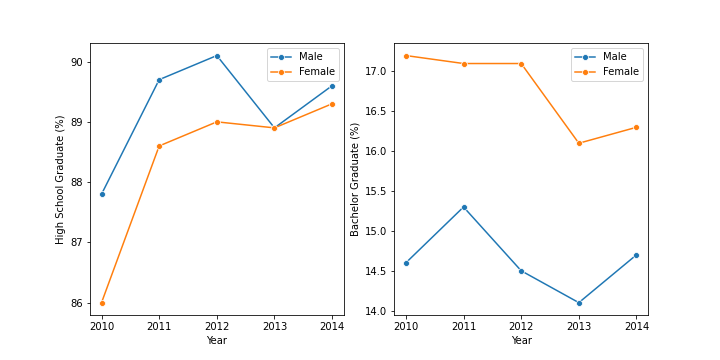 High School Graduate (%)
90
89
88
87
86
Male
Female
2010 2011 2012 2013 2014
Year
Bachelor Graduate (%)
17.0
16.5
16.0
15.5
15.0
14.5
14.0
Male
Female
2010 2011 2012 2013 2014
Year